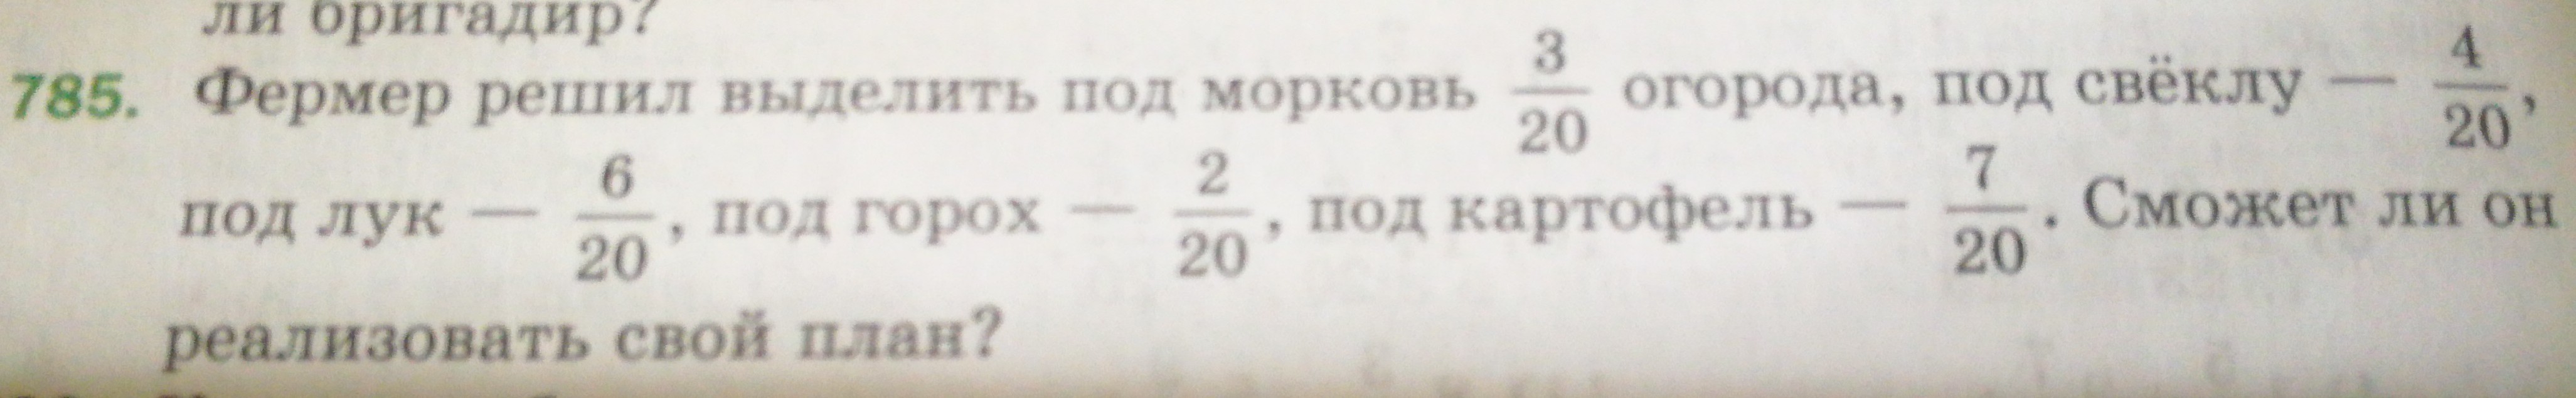 ли бригадир?
785. Фермер решил выделить под морковь 3/20 огорода, под свёклу — 4/20,
под лук — 6/20, под горох — 2/20, под картофель — 7/20. Сможет ли он
реализовать свой план?